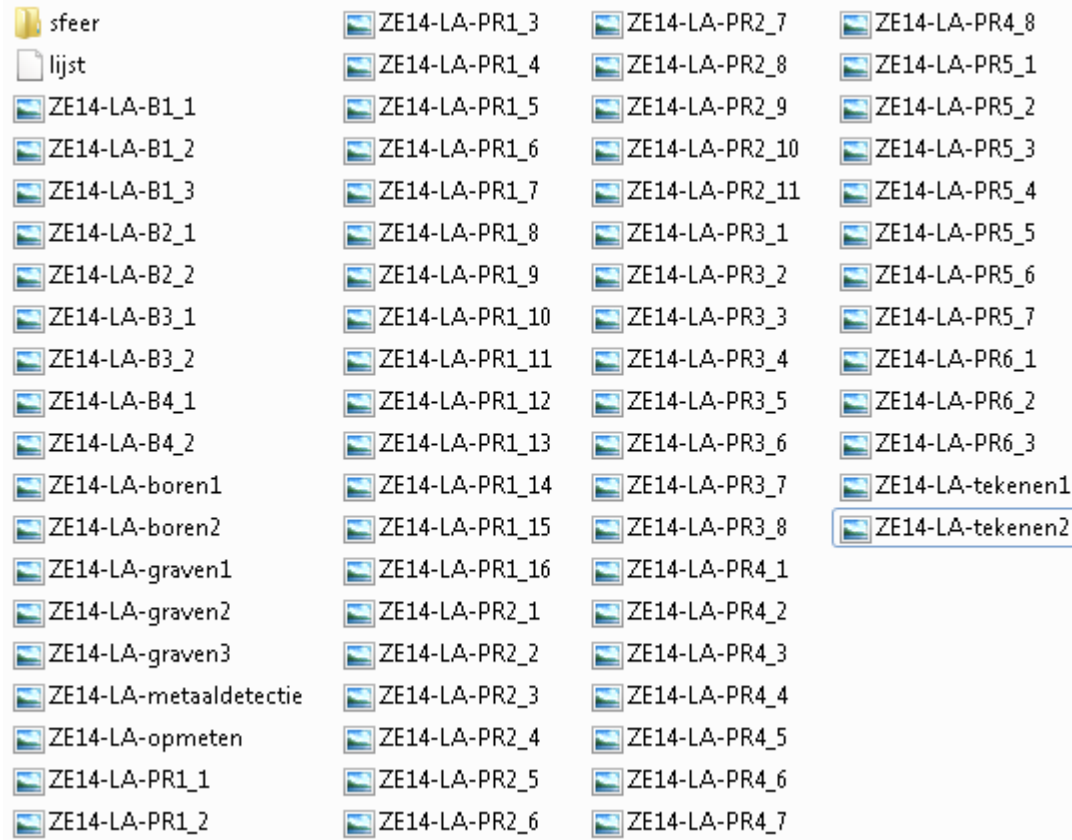 sfeer
lijst
ZE14-LA-B1_1
ZE14-LA-B1_2
ZE14-LA-B1_3
ZE14-LA-B2_1
ZE14-LA-B2_2
ZE14-LA-B3_1
ZE14-LA-B3_2
ZE14-LA-B4_1
ZE14-LA-B4_2
ZE14-LA-boren1
ZE14-LA-boren2
ZE14-LA-graven1
ZE14-LA-graven2
ZE14-LA-graven3
ZE14-LA-metaaldetectie
ZE14-LA-opmeten
ZE14-LA-PR1_1
ZE14-LA-PR1_2
ZE14-LA-PR1_3
ZE14-LA-PR1_4
ZE14-LA-PR1_5
ZE14-LA-PR1_6
ZE14-LA-PR1_7
ZE14-LA-PR1_8
ZE14-LA-PR1_9
ZE14-LA-PR1_10
ZE14-LA-PR1_11
ZE14-LA-PR1_12
ZE14-LA-PR1_13
ZE14-LA-PR1_14
ZE14-LA-PR1_15
ZE14-LA-PR1_16
ZE14-LA-PR2_1
ZE14-LA-PR2_2
ZE14-LA-PR2_3
ZE14-LA-PR2_4
ZE14-LA-PR2_5
ZE14-LA-PR2_6
ZE14-LA-PR2_7
ZE14-LA-PR2_8
ZE14-LA-PR2_9
ZE14-LA-PR2_10
ZE14-LA-PR2_11
ZE14-LA-PR3_1
ZE14-LA-PR3_2
ZE14-LA-PR3_3
ZE14-LA-PR3_4
ZE14-LA-PR3_5
ZE14-LA-PR3_6
ZE14-LA-PR3_7
ZE14-LA-PR3_8
ZE14-LA-PR4_1
ZE14-LA-PR4_2
ZE14-LA-PR4_3
ZE14-LA-PR4_4
ZE14-LA-PR4_5
ZE14-LA-PR4_6
ZE14-LA-PR4_7
ZE14-LA-PR4_8
ZE14-LA-PR5_1
ZE14-LA-PR5_2
ZE14-LA-PR5_3
ZE14-LA-PR5_4
ZE14-LA-PR5_5
ZE14-LA-PR5_6
ZE14-LA-PR5_7
ZE14-LA-PR6_1
ZE14-LA-PR6_2
ZE14-LA-PR6_3
ZE14-LA-tekenen1
ZE14-LA-tekenen2